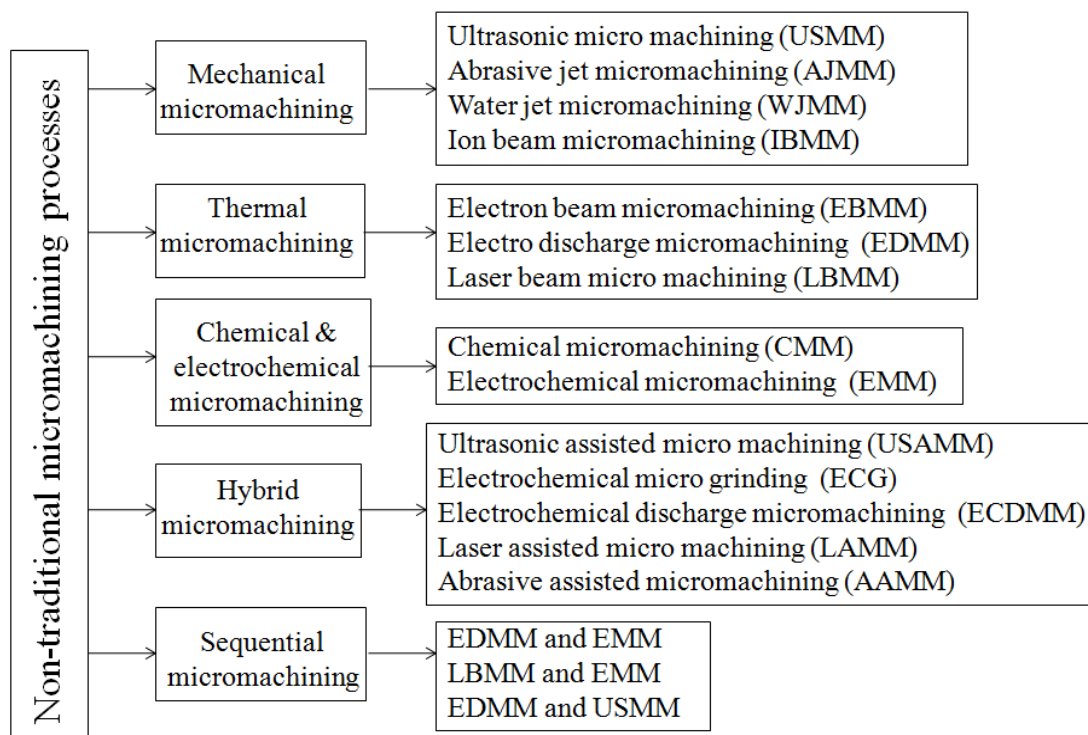 Non-traditional micromachining processes
Mechanical
micromachining
Ultrasonic micro machining (USMM)
Abrasive jet micromachining (AJMM)
Water jet micromachining (WJMM)
Ion beam micromachining (IBMM)
Thermal
micromachining
Electron beam micromachining (EBMM)
Electro discharge micromachining (EDMM)
Laser beam micro machining (LBMM)
Chemical &
electrochemical
micromachining
Chemical micromachining (CMM)
Electrochemical micromachining (EMM)
Hybrid
micromachining
Ultrasonic assisted micro machining (USAMM)
Electrochemical micro grinding (ECG)
Electrochemical discharge micromachining (ECDMM)
Laser assisted micro machining (LAMM)
Abrasive assisted micromachining (AAMM)
Sequential
micromachining
EDMM and EMM
LBMM and EMM
EDMM and USMM